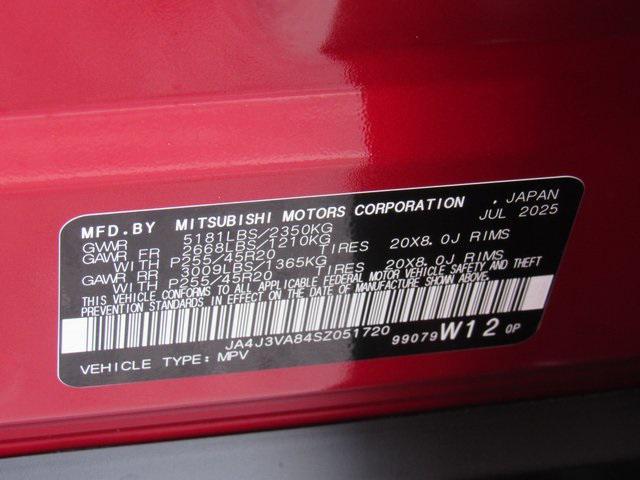 MFD.BY MITSUBISHI MOTORS CORPORATION , JAPAN
JUL 2025
GVWR 5181LBS/2350KG
GAWR FR 2668LBS/1210KG
WITH P255/45R20 TIRES 20X8.0J RIMS
GAWR RR 3009LBS/1365KG
WITH P255/45R20 TIRES 20X8.0J RIMS
THIS VEHICLE CONFORMS TO ALL APPLICABLE FEDERAL MOTOR VEHICLE SAFETY AND THEFT
PREVENTION STANDARDS IN EFFECT ON THE DATE OF MANUFACTURE SHOWN ABOVE.
JA4J3VA84SZ051720
99079 W12 0P
VEHICLE TYPE: MPV